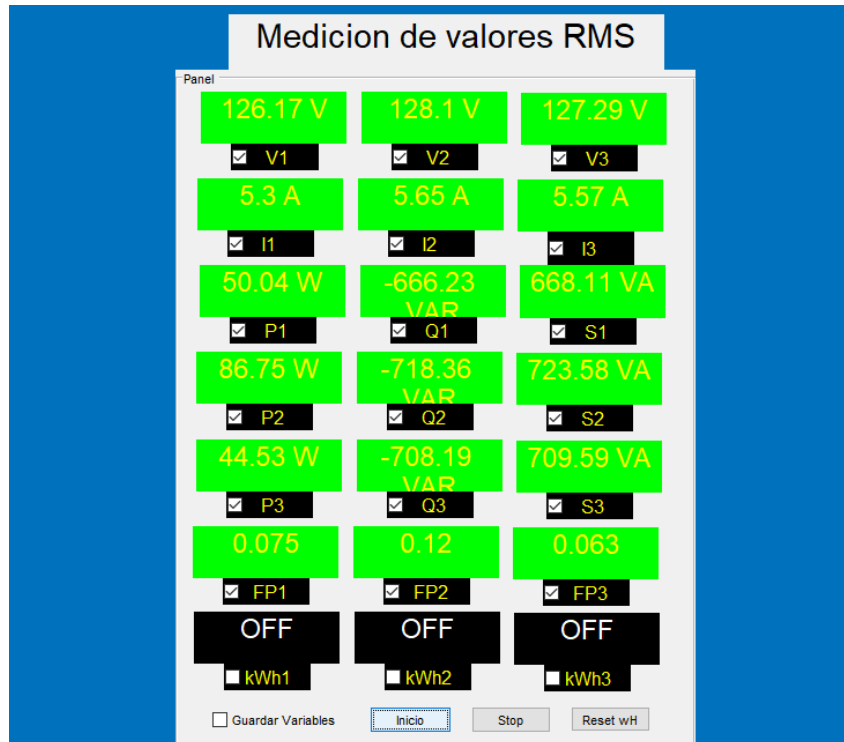 Medicion de valores RMS
Panel
126.17 V 128.1 V 127.29 V
V1 V2 V3
5.3 A 5.65 A 5.57 A
I1 I2 I3
50.04 W -666.23 668.11 VA
VAR
P1 Q1 S1
86.75 W -718.36 723.58 VA
VAR
P2 Q2 S2
44.53 W -708.19 709.59 VA
VAR
P3 Q3 S3
0.075 0.12 0.063
FP1 FP2 FP3
OFF OFF OFF
kWh1 kWh2 kWh3
Guardar Variables Inicio Stop Reset wH